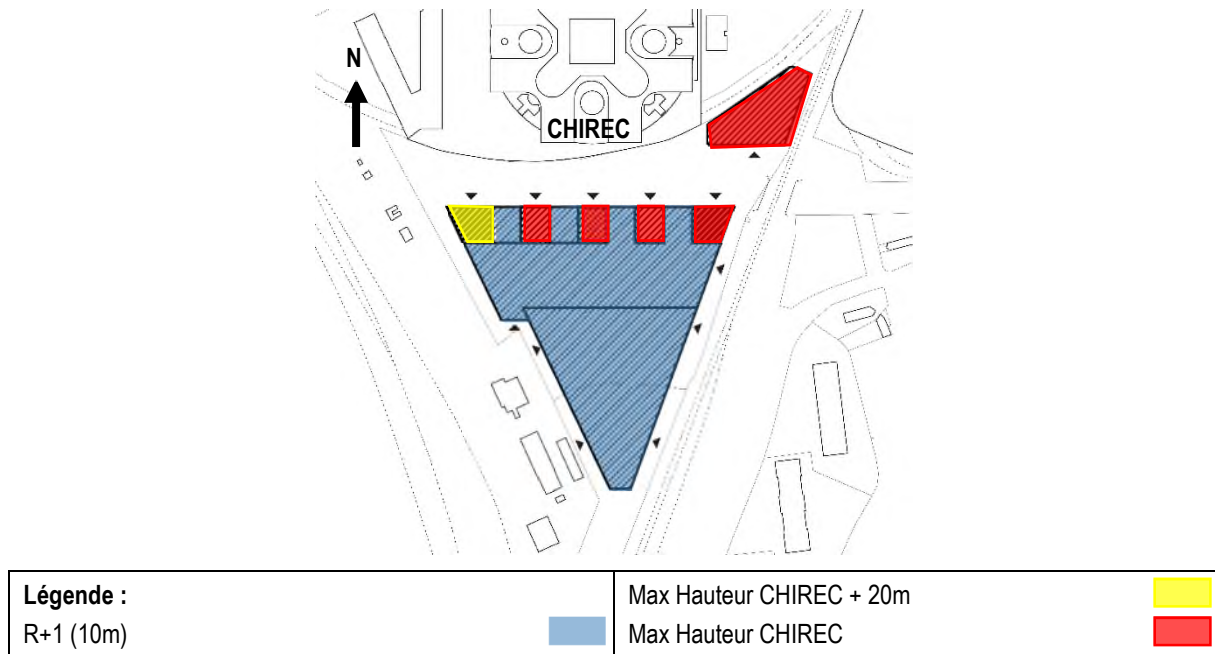 N
CHIREC
Légende :
R+1 (10m)
Max Hauteur CHIREC + 20m
Max Hauteur CHIREC